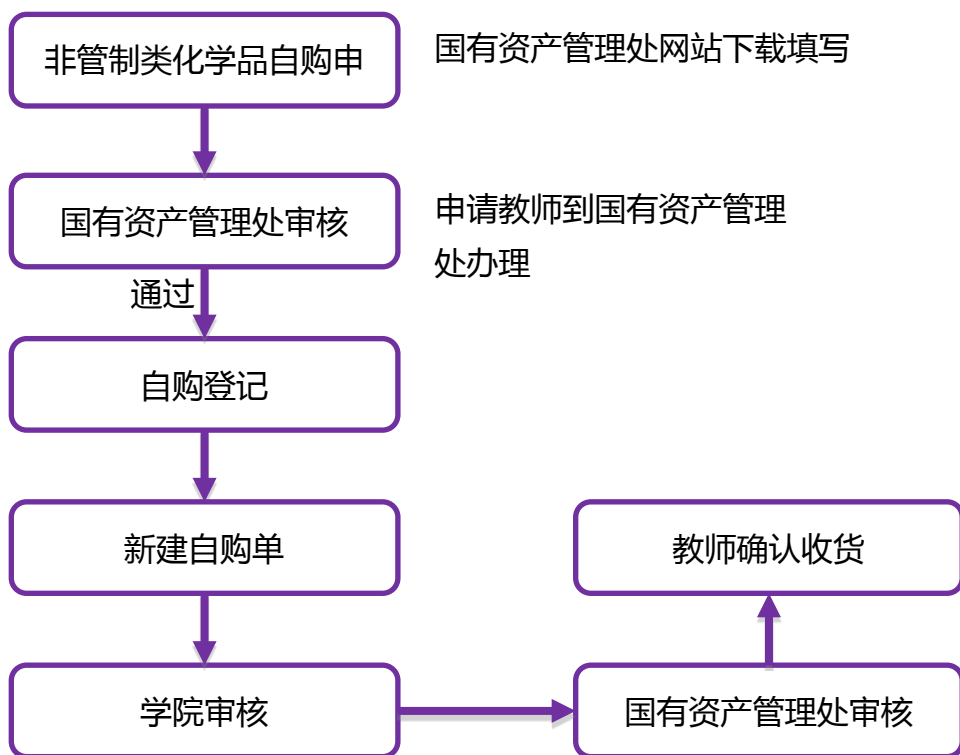 非管制类化学品自购申
国有资产管理处网站下载填写
国有资产管理处审核
申请教师到国有资产管理
处办理
通过
自购登记
新建自购单
教师确认收货
学院审核
国有资产管理处审核